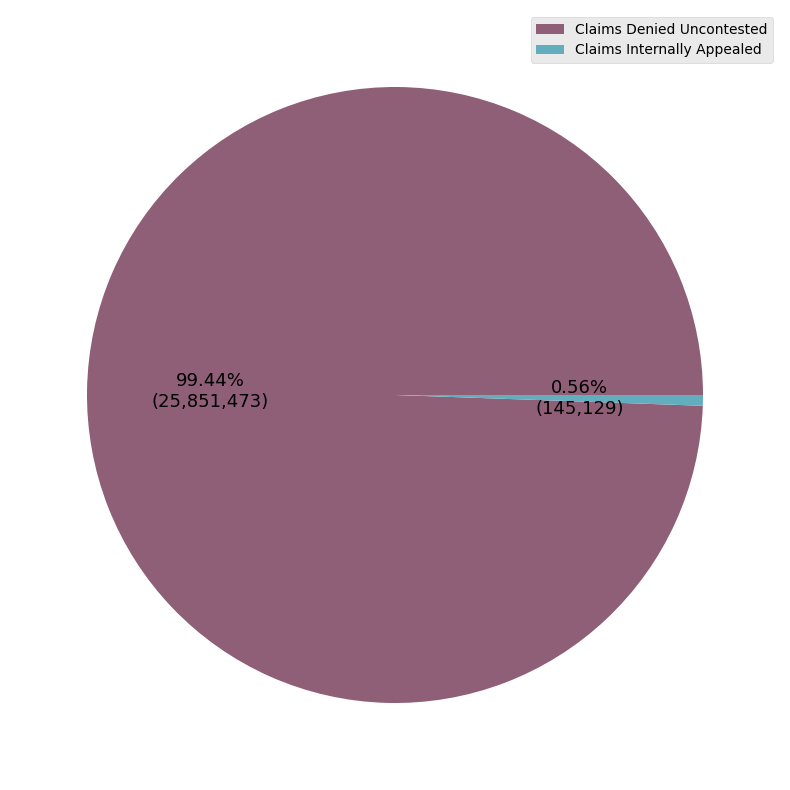 Claims Denied Uncontested
Claims Internally Appealed
99.44%
(25,851,473)
0.56%
(145,129)